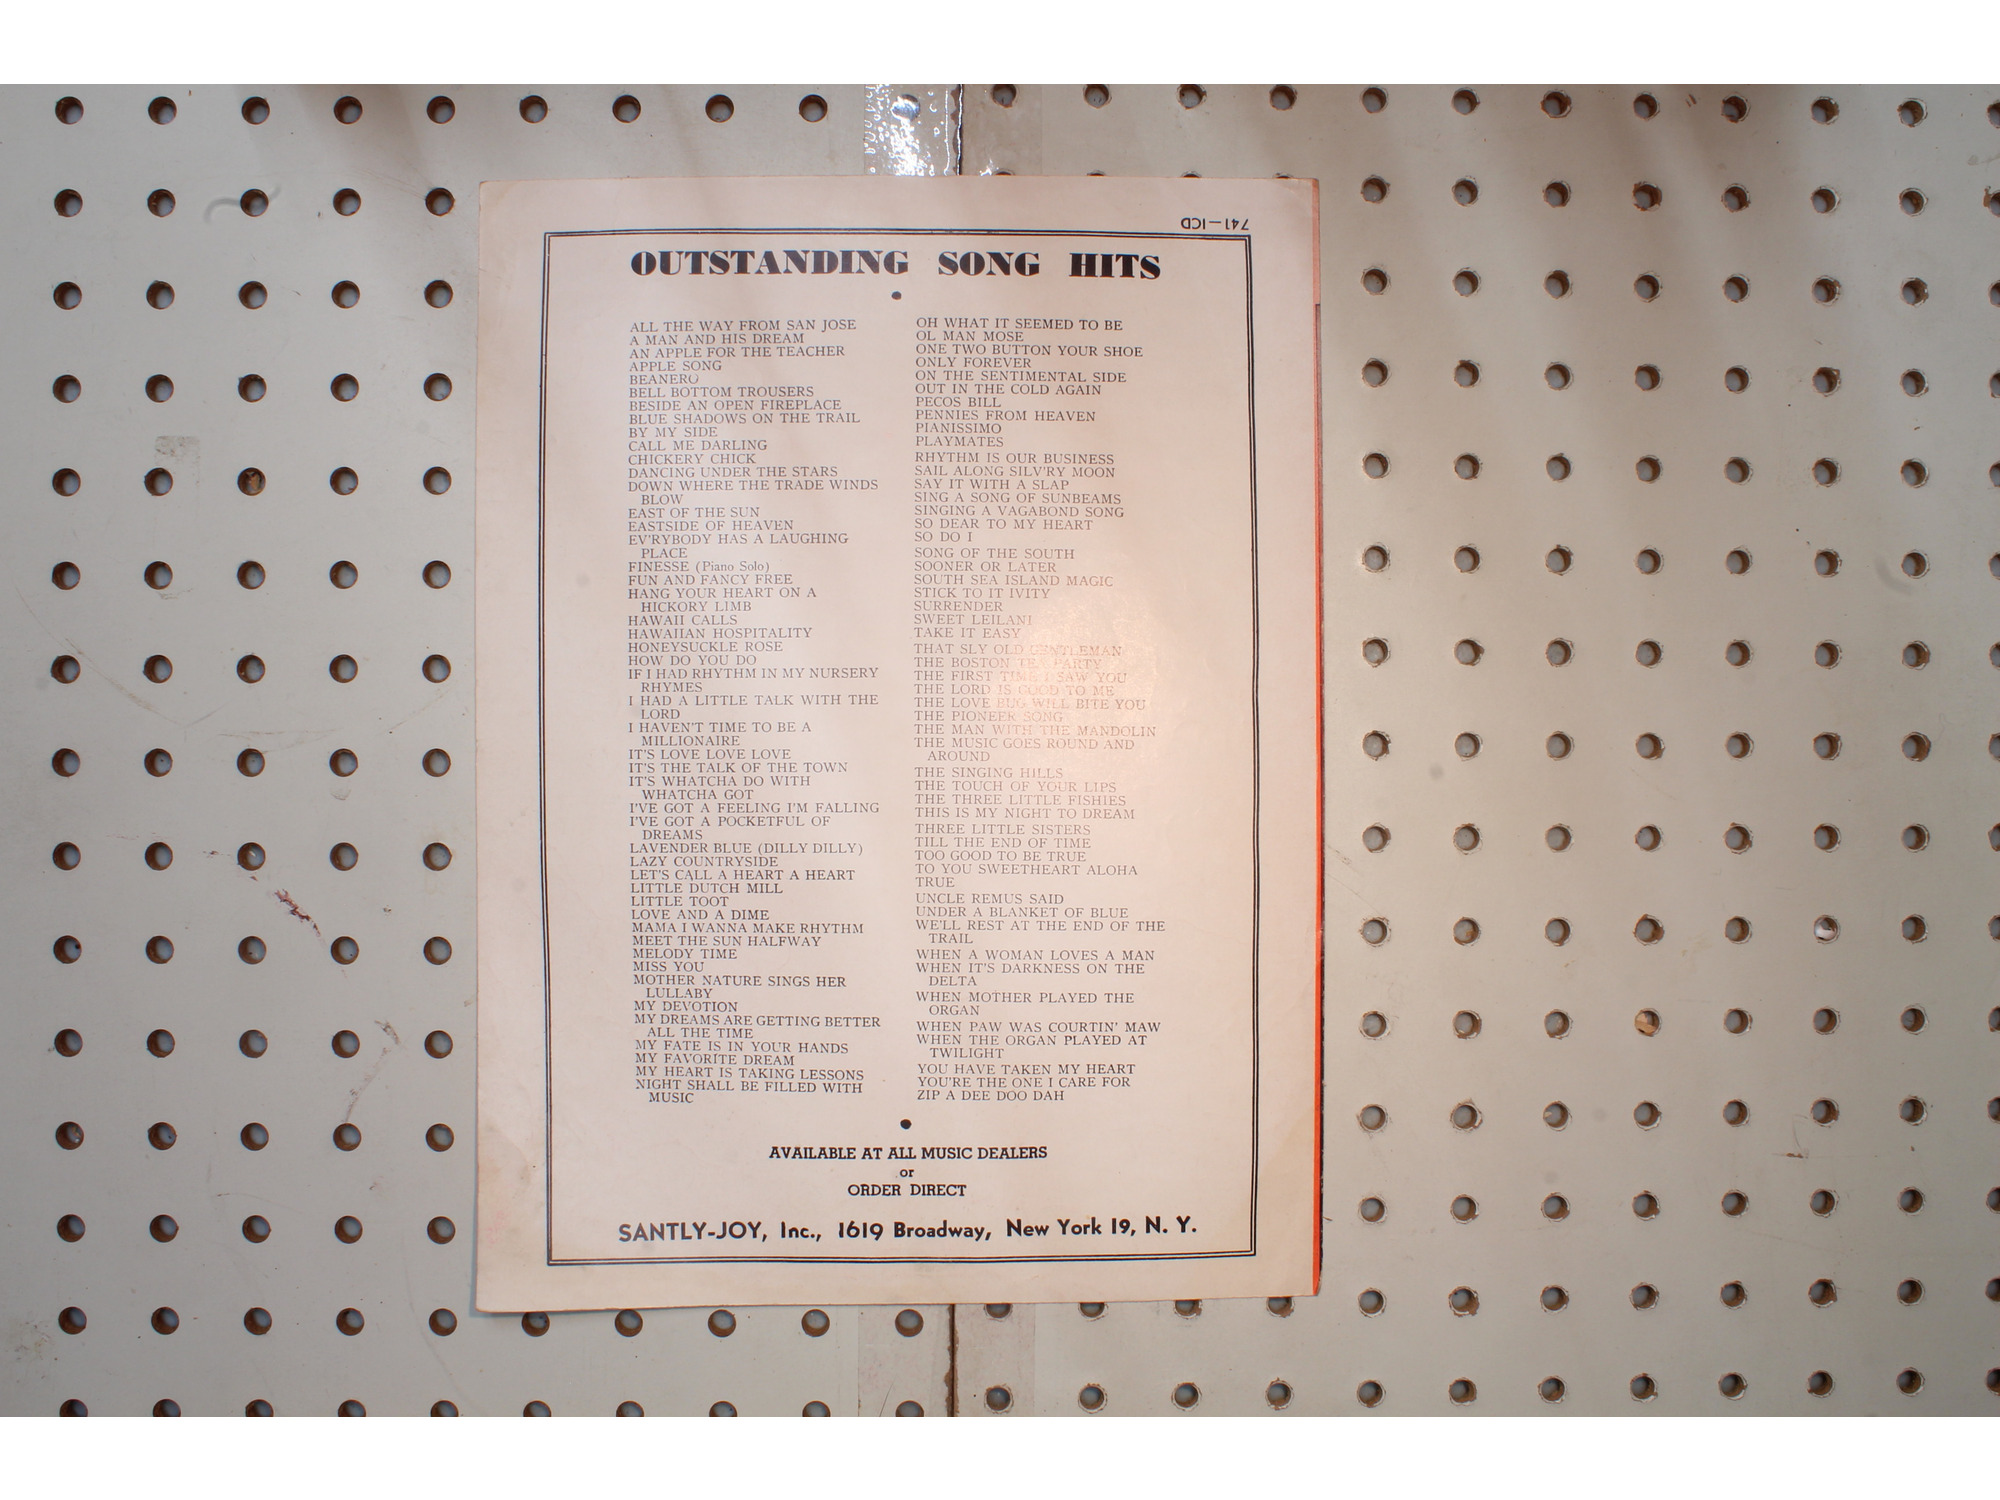 741—ICD
OUTSTANDING SONG HITS
ALL THE WAY FROM SAN JOSE
A MAN AND HIS DREAM
AN APPLE FOR THE TEACHER
APPLE SONG
BEANERO
BELL BOTTOM TROUSERS
BESIDE AN OPEN FIREPLACE
BLUE SHADOWS ON THE TRAIL
BY MY SIDE
CALL ME DARLING
CHICKERY CHICK
DANCING UNDER THE STARS
DOWN WHERE THE TRADE WINDS
BLOW
EAST OF THE SUN
EASTSIDE OF HEAVEN
EV'RYBODY HAS A LAUGHING
PLACE
FINESSE (Piano Solo)
FUN AND FANCY FREE
HANG YOUR HEART ON A
HICKORY LIMB
HAWAII CALLS
HAWAIIAN HOSPITALITY
HONEYSUCKLE ROSE
HOW DO YOU DO
IF I HAD RHYTHM IN MY NURSERY
RHYMES
I HAD A LITTLE TALK WITH THE
LORD
I HAVEN'T TIME TO BE A
MILLIONAIRE
IT'S LOVE LOVE LOVE
IT'S THE TALK OF THE TOWN
IT'S WHATCHA DO WITH
WHATCHA GOT
I'VE GOT A FEELING I'M FALLING
I'VE GOT A POCKETFUL OF
DREAMS
LAVENDER BLUE (DILLY DILLY)
LAZY COUNTRYSIDE
LET'S CALL A HEART A HEART
LITTLE DUTCH MILL
LITTLE TOOT
LOVE AND A DIME
MAMA I WANNA MAKE RHYTHM
MEET THE SUN HALFWAY
MELODY TIME
MISS YOU
MOTHER NATURE SINGS HER
LULLABY
MY DEVOTION
MY DREAMS ARE GETTING BETTER
ALL THE TIME
MY FATE IS IN YOUR HANDS
MY FAVORITE DREAM
MY HEART IS TAKING LESSONS
NIGHT SHALL BE FILLED WITH
MUSIC
OH WHAT IT SEEMED TO BE
OL MAN MOSE
ONE TWO BUTTON YOUR SHOE
ONLY FOREVER
ON THE SENTIMENTAL SIDE
OUT IN THE COLD AGAIN
PECOS BILL
PENNIES FROM HEAVEN
PIANISSIMO
PLAYMATES
RHYTHM IS OUR BUSINESS
SAIL ALONG SILV'RY MOON
SAY IT WITH A SLAP
SING A SONG OF SUNBEAMS
SINGING A VAGABOND SONG
SO DEAR TO MY HEART
SO DO I
SONG OF THE SOUTH
SOONER OR LATER
SOUTH SEA ISLAND MAGIC
STICK TO IT IVITY
SURRENDER
SWEET LEILANI
TAKE IT EASY
THAT SLY OLD GENTLEMAN
THE BOSTON TEA PARTY
THE FIRST TIME I SAW YOU
THE LORD IS GOOD TO ME
THE LOVE BUG WILL BITE YOU
THE PIONEER SONG
THE MAN WITH THE MANDOLIN
THE MUSIC GOES ROUND AND
AROUND
THE SINGING HILLS
THE TOUCH OF YOUR LIPS
THE THREE LITTLE FISHIES
THIS IS MY NIGHT TO DREAM
THREE LITTLE SISTERS
TILL THE END OF TIME
TOO GOOD TO BE TRUE
TO YOU SWEETHEART ALOHA
TRUE
UNCLE REMUS SAID
UNDER A BLANKET OF BLUE
WE'LL REST AT THE END OF THE
TRAIL
WHEN A WOMAN LOVES A MAN
WHEN IT'S DARKNESS ON THE
DELTA
WHEN MOTHER PLAYED THE
ORGAN
WHEN PAW WAS COURTIN' MAW
WHEN THE ORGAN PLAYED AT
TWILIGHT
YOU HAVE TAKEN MY HEART
YOU'RE THE ONE I CARE FOR
ZIP A DEE DOO DAH
AVAILABLE AT ALL MUSIC DEALERS
or
ORDER DIRECT
SANTLY-JOY, Inc., 1619 Broadway, New York 19, N. Y.